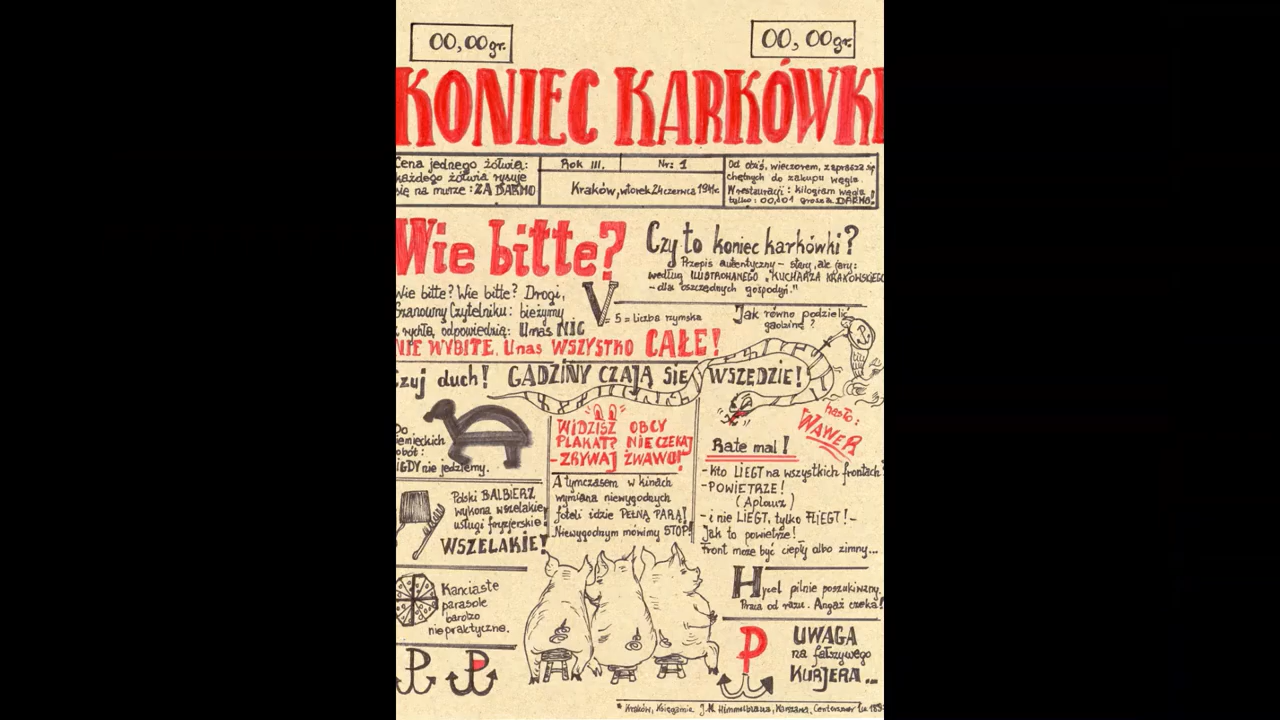 00,00gr.
00,00gr.
KONIEC KARKÓWKI
Cena jednego żółwia:
każdego żółwia rysuje
się na murze: ZA DARMO
Rok III.
Nr: 1
Kraków, wtorek 24 czerwca 1941r.
Od dziś, wieczorem, zaprasza się
chętnych do zakupu węgla.
W restauracji: kilogram węgla
tylko: 00,001 grosza. DARMO!
Wie bitte?
Wie bitte? Wie bitte? Drogi,
Szanowny Czytelniku: bieżymy
z rychłą odpowiedzią: U nas NIC
NIE WYBITE. U nas WSZYSTKO CAŁE!
V
= 5 = liczba rzymska
Czy to koniec karkówki?
Przepis autentyczny - stary, ale jary:
według ILUSTROWANEGO „KUCHARZA KRAKOWSKIEGO
- dla oszczędnych gospodyń."
Jak równo podzielić
gadzinę?
Czuj duch! GADZINY CZAJĄ SIĘ WSZĘDZIE!
hasło:
WAWER
Do
niemieckich
robót:
NIGDY nie jedziemy.
WIDZISZ OBCY
PLAKAT? NIE CZEKAJ
- ZRYWAJ ŻWAWO!
Rate mal!
- Kto LIEGT na wszystkich frontach?
- POWIETRZE!
(Aplauz)
- i nie LIEGT, tylko FLIEGT! -
Jak to powietrze!
Front może być ciepły albo zimny...
Polski BALBIERZ
wykona wszelakie
usługi fryzjerskie:
WSZELAKIE!
A tymczasem w kinach
wymiana niewygodnych
foteli idzie PEŁNĄ PARĄ!
Niewygodnym mówimy STOP!
Kanciaste
parasole
bardzo
niepraktyczne.
Hycel pilnie poszukiwany.
Praca od razu. Angaż czeka!
P
UWAGA
na fałszywego
KURJERA...
* Kraków, Księgarnia J.M. Himmelblaua,